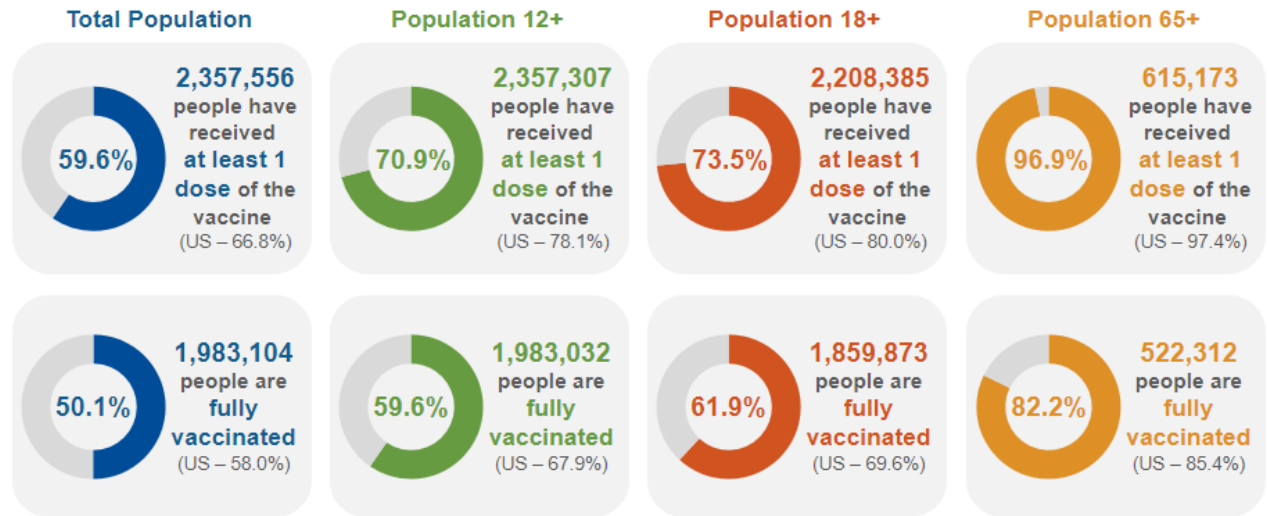 Total Population
59.6%
2,357,556
people have
received
at least 1
dose of the
vaccine
(US – 66.8%)
50.1%
1,983,104
people are
fully
vaccinated
(US – 58.0%)
Population 12+
70.9%
2,357,307
people have
received
at least 1
dose of the
vaccine
(US – 78.1%)
59.6%
1,983,032
people are
fully
vaccinated
(US – 67.9%)
Population 18+
73.5%
2,208,385
people have
received
at least 1
dose of the
vaccine
(US – 80.0%)
61.9%
1,859,873
people are
fully
vaccinated
(US – 69.6%)
Population 65+
96.9%
615,173
people have
received
at least 1
dose of the
vaccine
(US – 97.4%)
82.2%
522,312
people are
fully
vaccinated
(US – 85.4%)